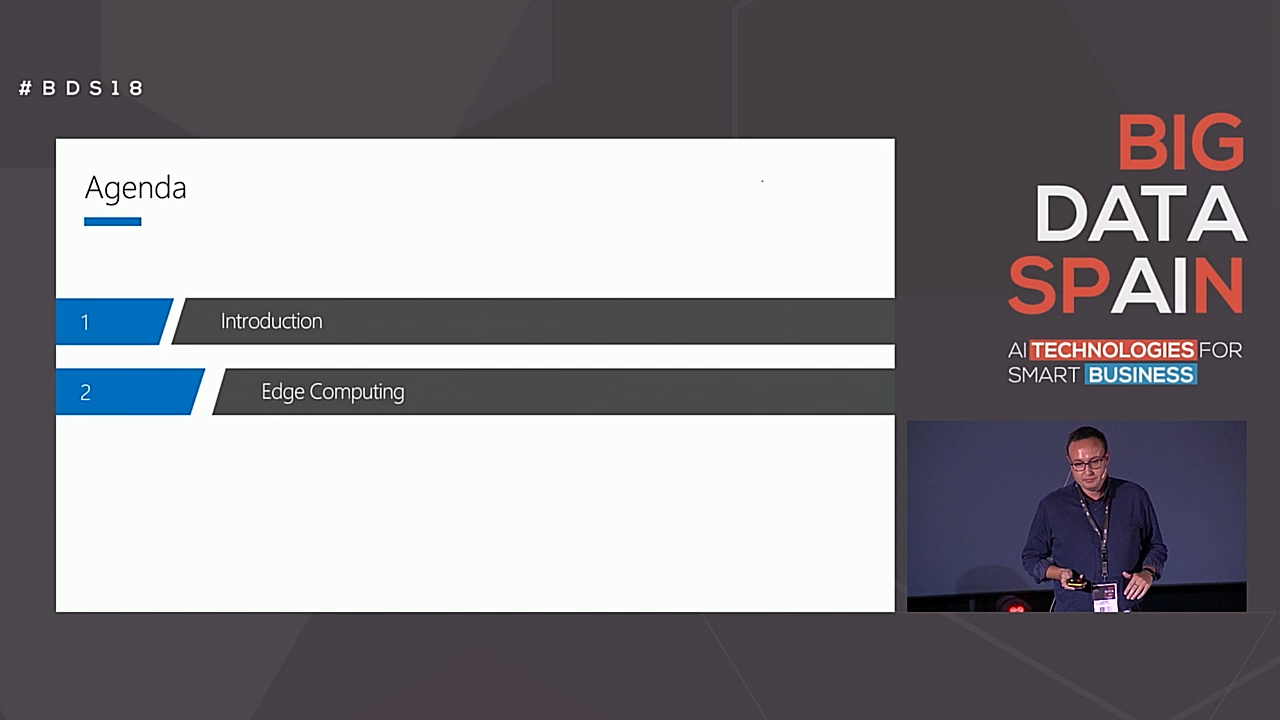 #BDS18
Agenda
1 Introduction
2 Edge Computing
BIG
DATA
SPAIN
AI TECHNOLOGIES FOR
SMART BUSINESS